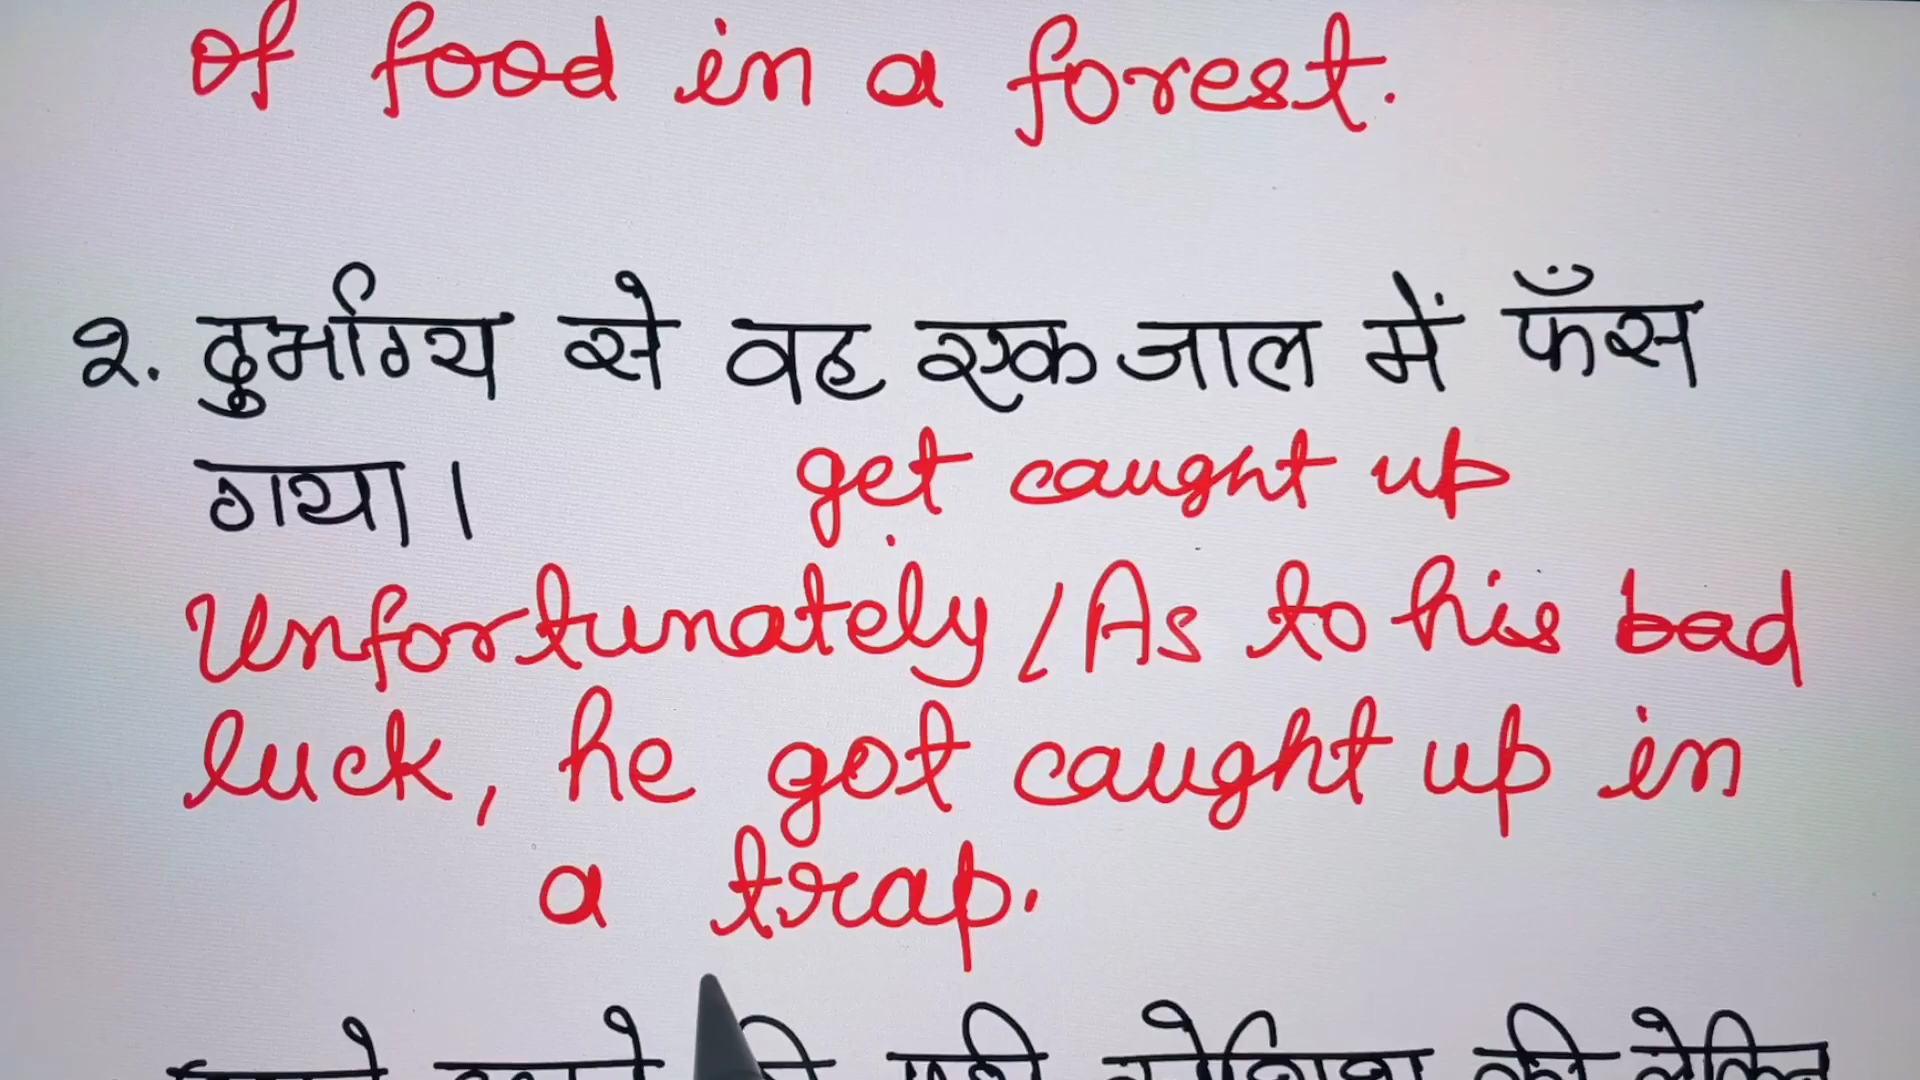 of food in a forest.
२. दुर्भाग्य से वह एक जाल में फँस
गया। get caught up
Unfortunately / As to his bad
luck, he got caught up in
a trap.